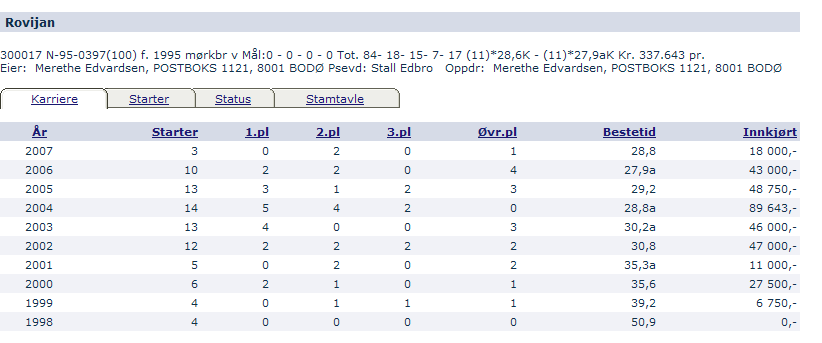 Rovijan
300017 N-95-0397(100) f. 1995 mørkbr v Mål:0 - 0 - 0 - 0 Tot. 84- 18- 15- 7- 17 (11)*28,6K - (11)*27,9aK Kr. 337.643 pr.
Eier: Merethe Edvardsen, POSTBOKS 1121, 8001 BODØ Psevd: Stall Edbro Oppdr: Merethe Edvardsen, POSTBOKS 1121, 8001 BODØ
Karriere Starter Status Stamtavle
År Starter 1.pl 2.pl 3.pl Øvr.pl Bestetid Innkjørt
2007 3 0 2 0 1 28,8 18 000,-
2006 10 2 2 0 4 27,9a 43 000,-
2005 13 3 1 2 3 29,2 48 750,-
2004 14 5 4 2 0 28,8a 89 643,-
2003 13 4 0 0 3 30,2a 46 000,-
2002 12 2 2 2 2 30,8 47 000,-
2001 5 0 2 0 2 35,3a 11 000,-
2000 6 2 1 0 1 35,6 27 500,-
1999 4 0 1 1 1 39,2 6 750,-
1998 4 0 0 0 0 50,9 0,-